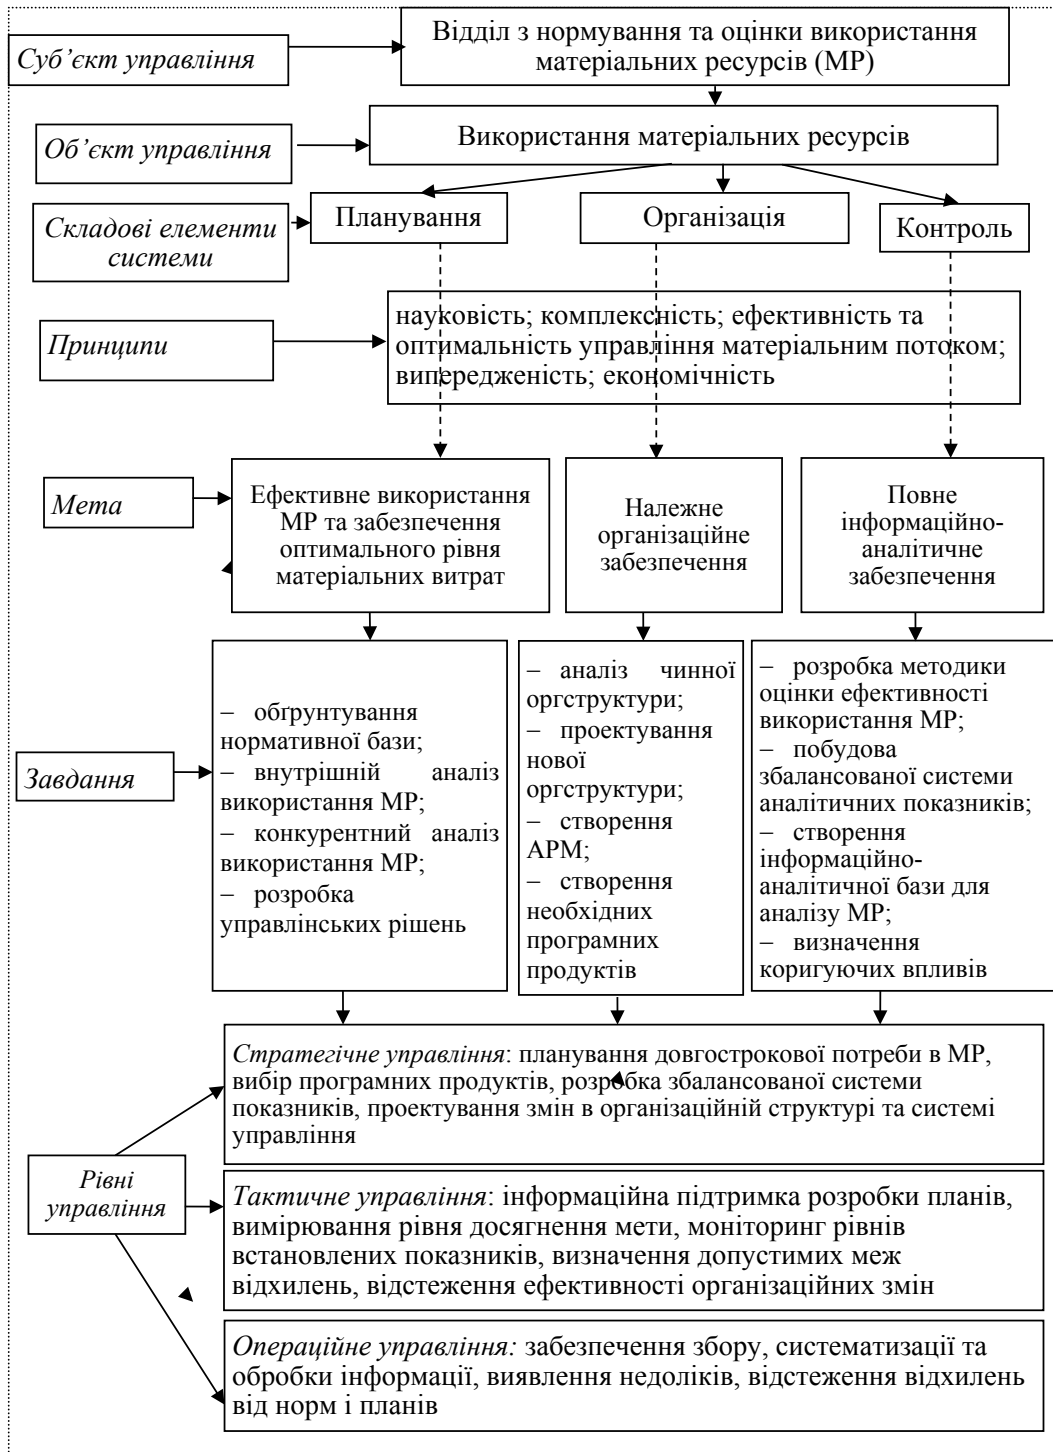 Суб’єкт управління
Відділ з нормування та оцінки використання
матеріальних ресурсів (МР)
Об’єкт управління
Використання матеріальних ресурсів
Складові елементи
системи
Планування
Організація
Контроль
Принципи
науковість; комплексність; ефективність та
оптимальність управління матеріальним потоком;
випередженість; економічність
Мета
Ефективне використання
МР та забезпечення
оптимального рівня
матеріальних витрат
Належне
організаційне
забезпечення
Повне
інформаційно-
аналітичне
забезпечення
Завдання
– обґрунтування
нормативної бази;
– внутрішній аналіз
використання МР;
– конкурентний аналіз
використання МР;
– розробка
управлінських рішень
– аналіз чинної
оргструктури;
– проектування
нової
оргструктури;
– створення
АРМ;
– створення
необхідних
програмних
продуктів
– розробка методики
оцінки ефективності
використання МР;
– побудова
збалансованої системи
аналітичних показників;
– створення
інформаційно-
аналітичної бази для
аналізу МР;
– визначення
коригуючих впливів
Рівні
управління
Стратегічне управління: планування довгострокової потреби в МР,
вибір програмних продуктів, розробка збалансованої системи
показників, проектування змін в організаційній структурі та системі
управління
Тактичне управління: інформаційна підтримка розробки планів,
вимірювання рівня досягнення мети, моніторинг рівнів
встановлених показників, визначення допустимих меж
відхилень, відстеження ефективності організаційних змін
Операційне управління: забезпечення збору, систематизації та
обробки інформації, виявлення недоліків, відстеження відхилень
від норм і планів